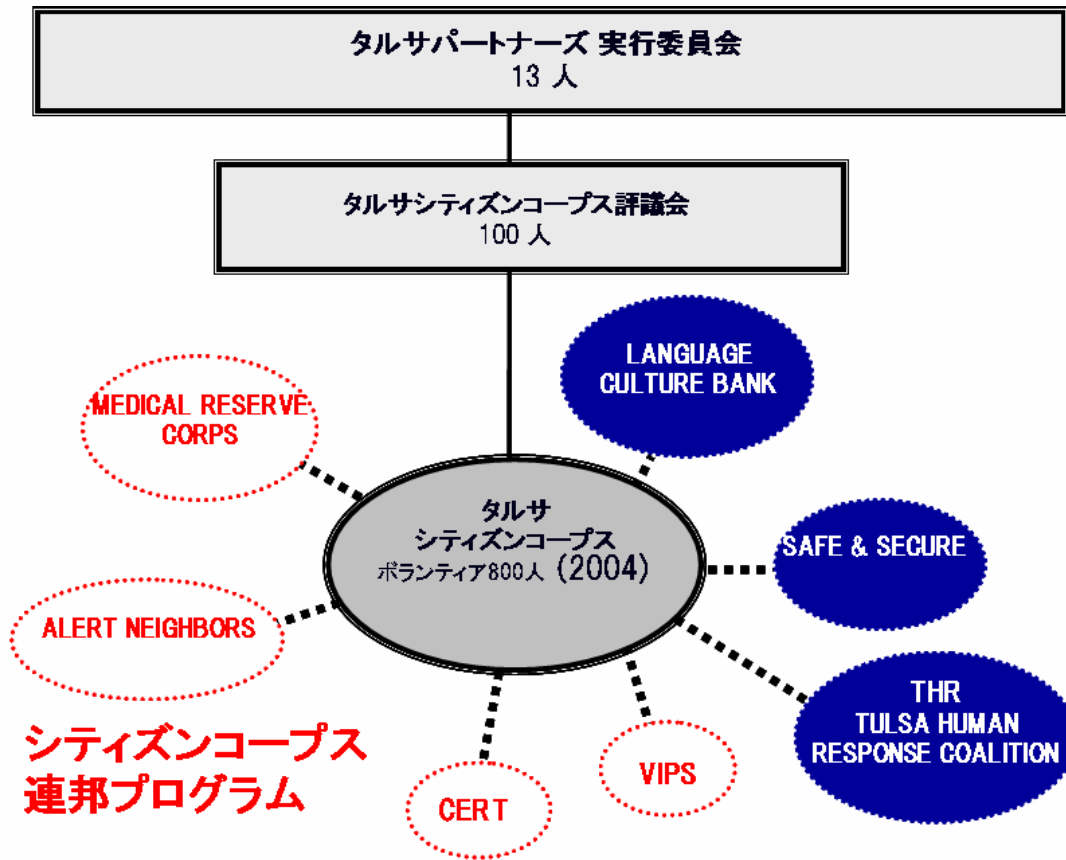 タルサパートナーズ 実行委員会
13 人
タルサシティズンコープス評議会
100 人
LANGUAGE
CULTURE BANK
MEDICAL RESERVE
CORPS
タルサ
シティズンコープス
ボランティア800人 (2004)
SAFE & SECURE
ALERT NEIGHBORS
THR
TULSA HUMAN
RESPONSE COALITION
シティズンコープス
連邦プログラム
VIPS
CERT